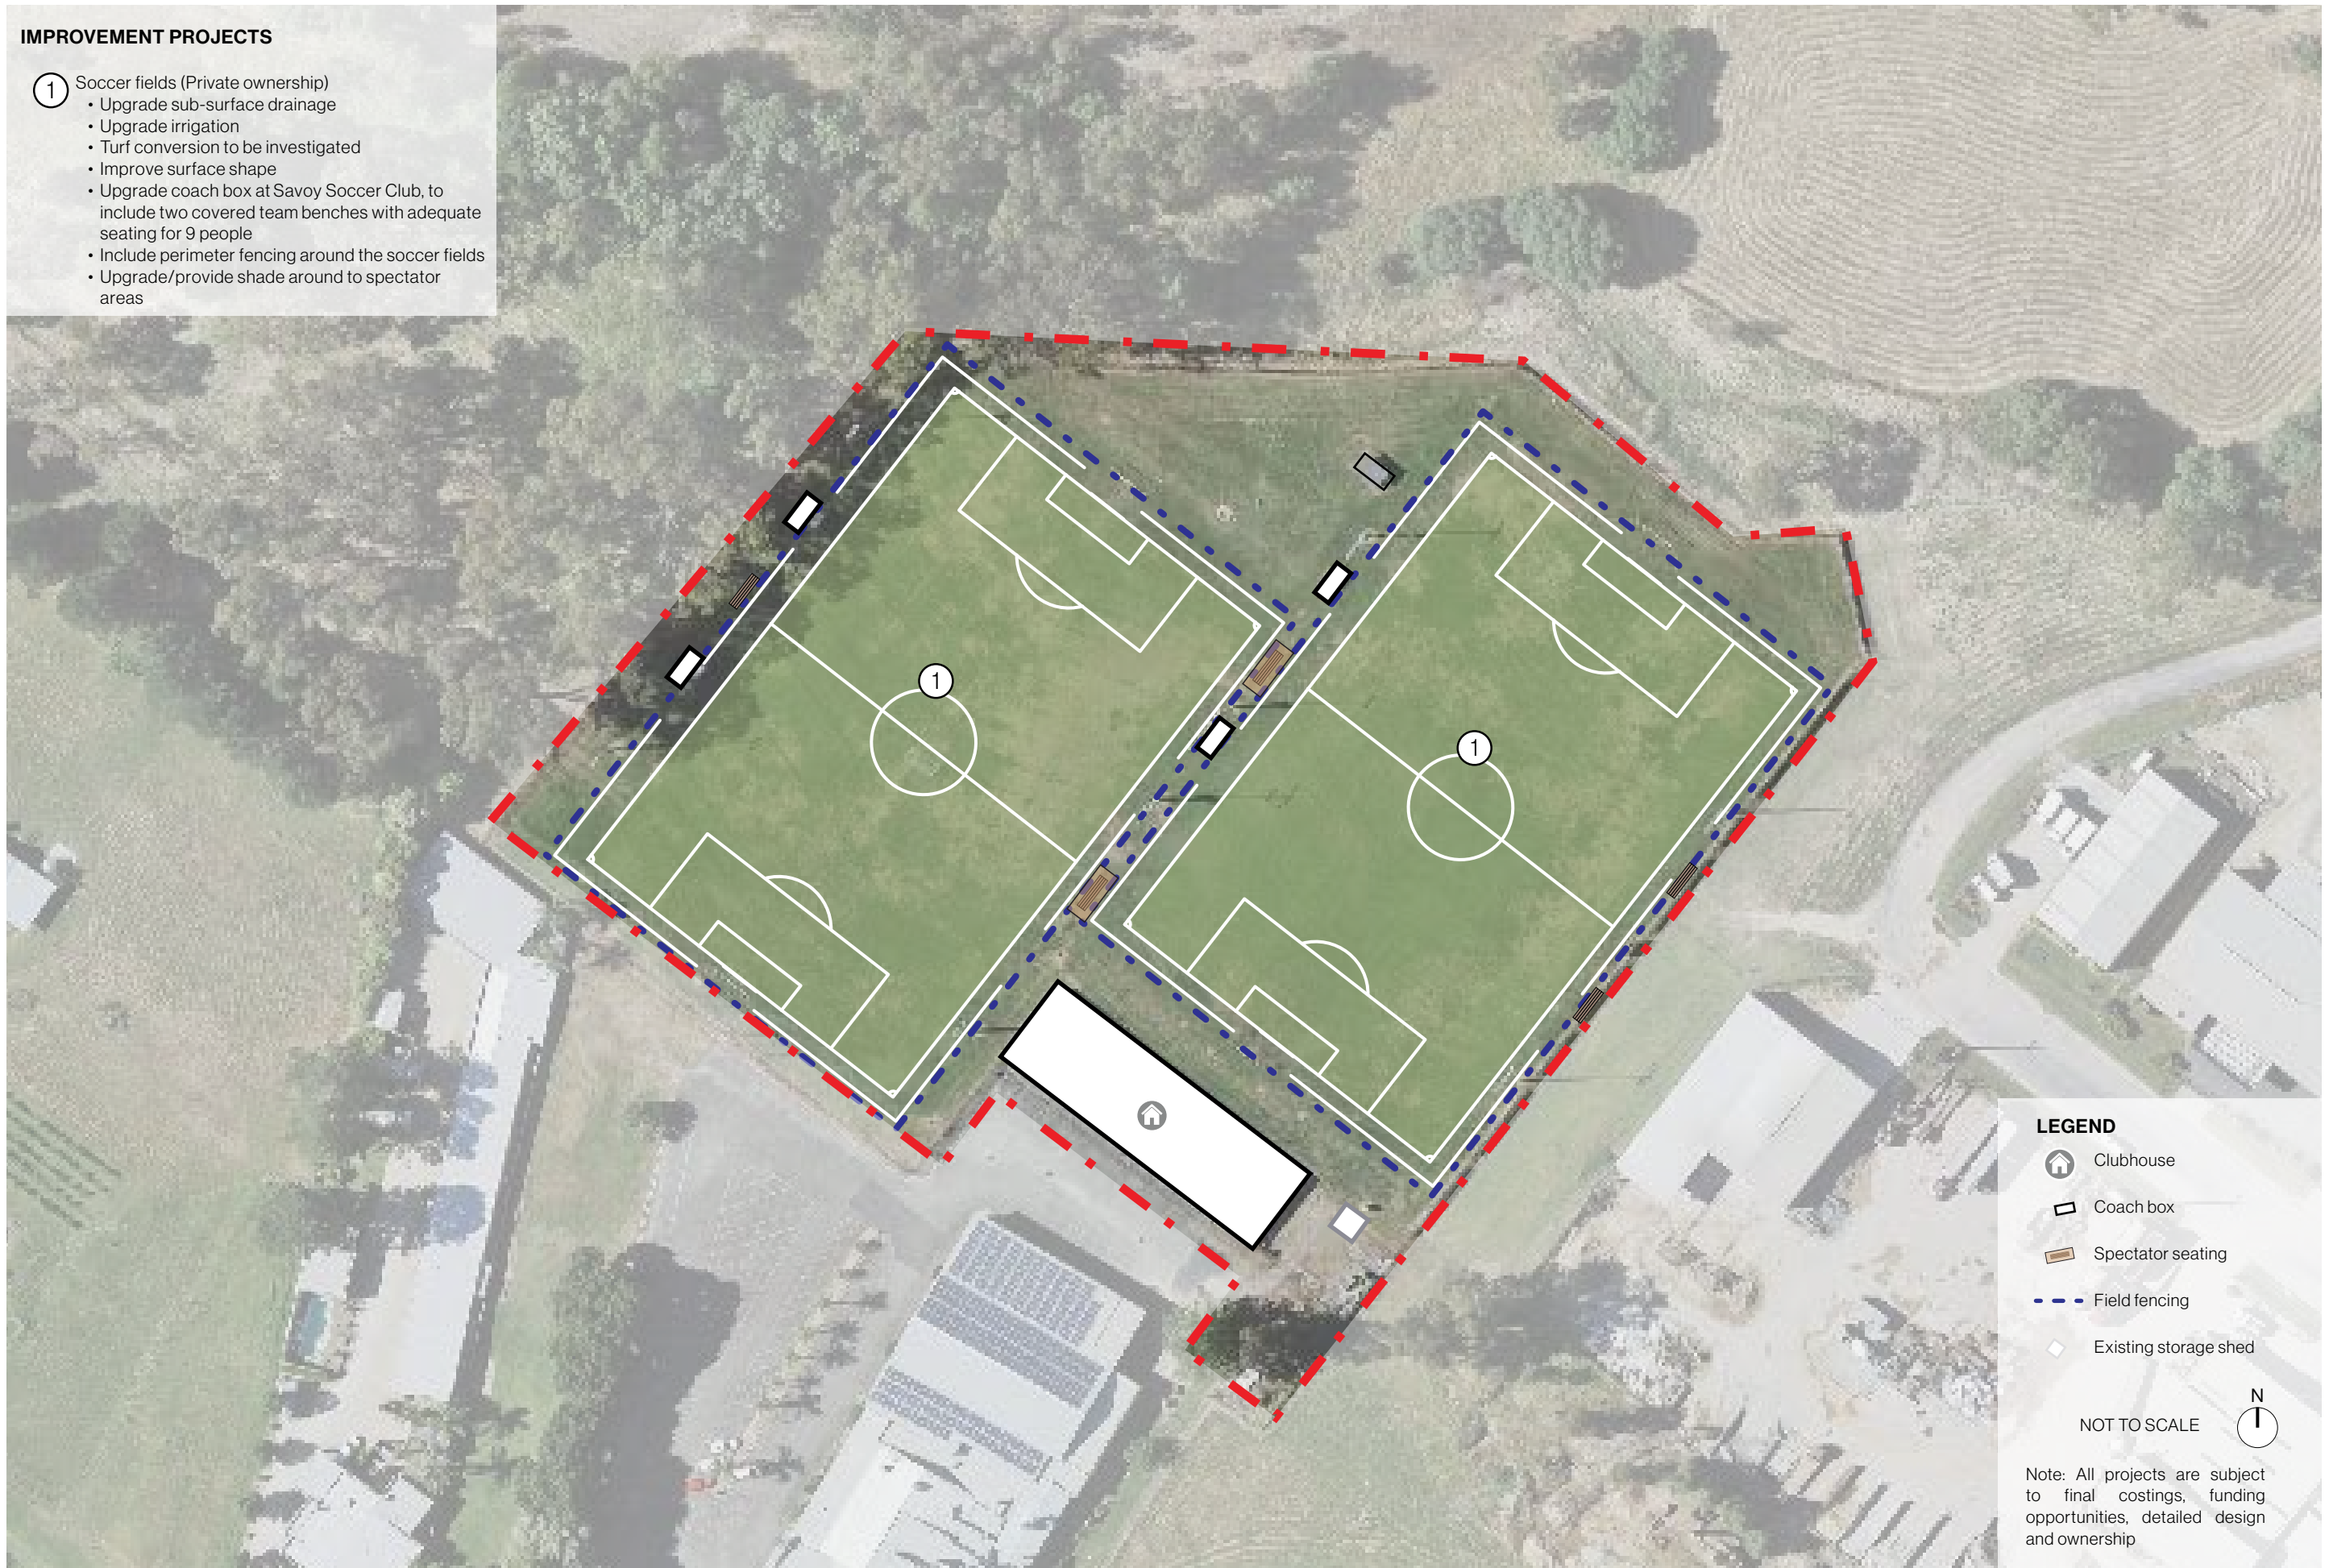 IMPROVEMENT PROJECTS
1 Soccer fields (Private ownership)
• Upgrade sub-surface drainage
• Upgrade irrigation
• Turf conversion to be investigated
• Improve surface shape
• Upgrade coach box at Savoy Soccer Club, to
include two covered team benches with adequate
seating for 9 people
• Include perimeter fencing around the soccer fields
• Upgrade/provide shade around to spectator
areas
1
1
LEGEND
Clubhouse
Coach box
Spectator seating
Field fencing
Existing storage shed
N
NOT TO SCALE
Note: All projects are subject
to final costings, funding
opportunities, detailed design
and ownership